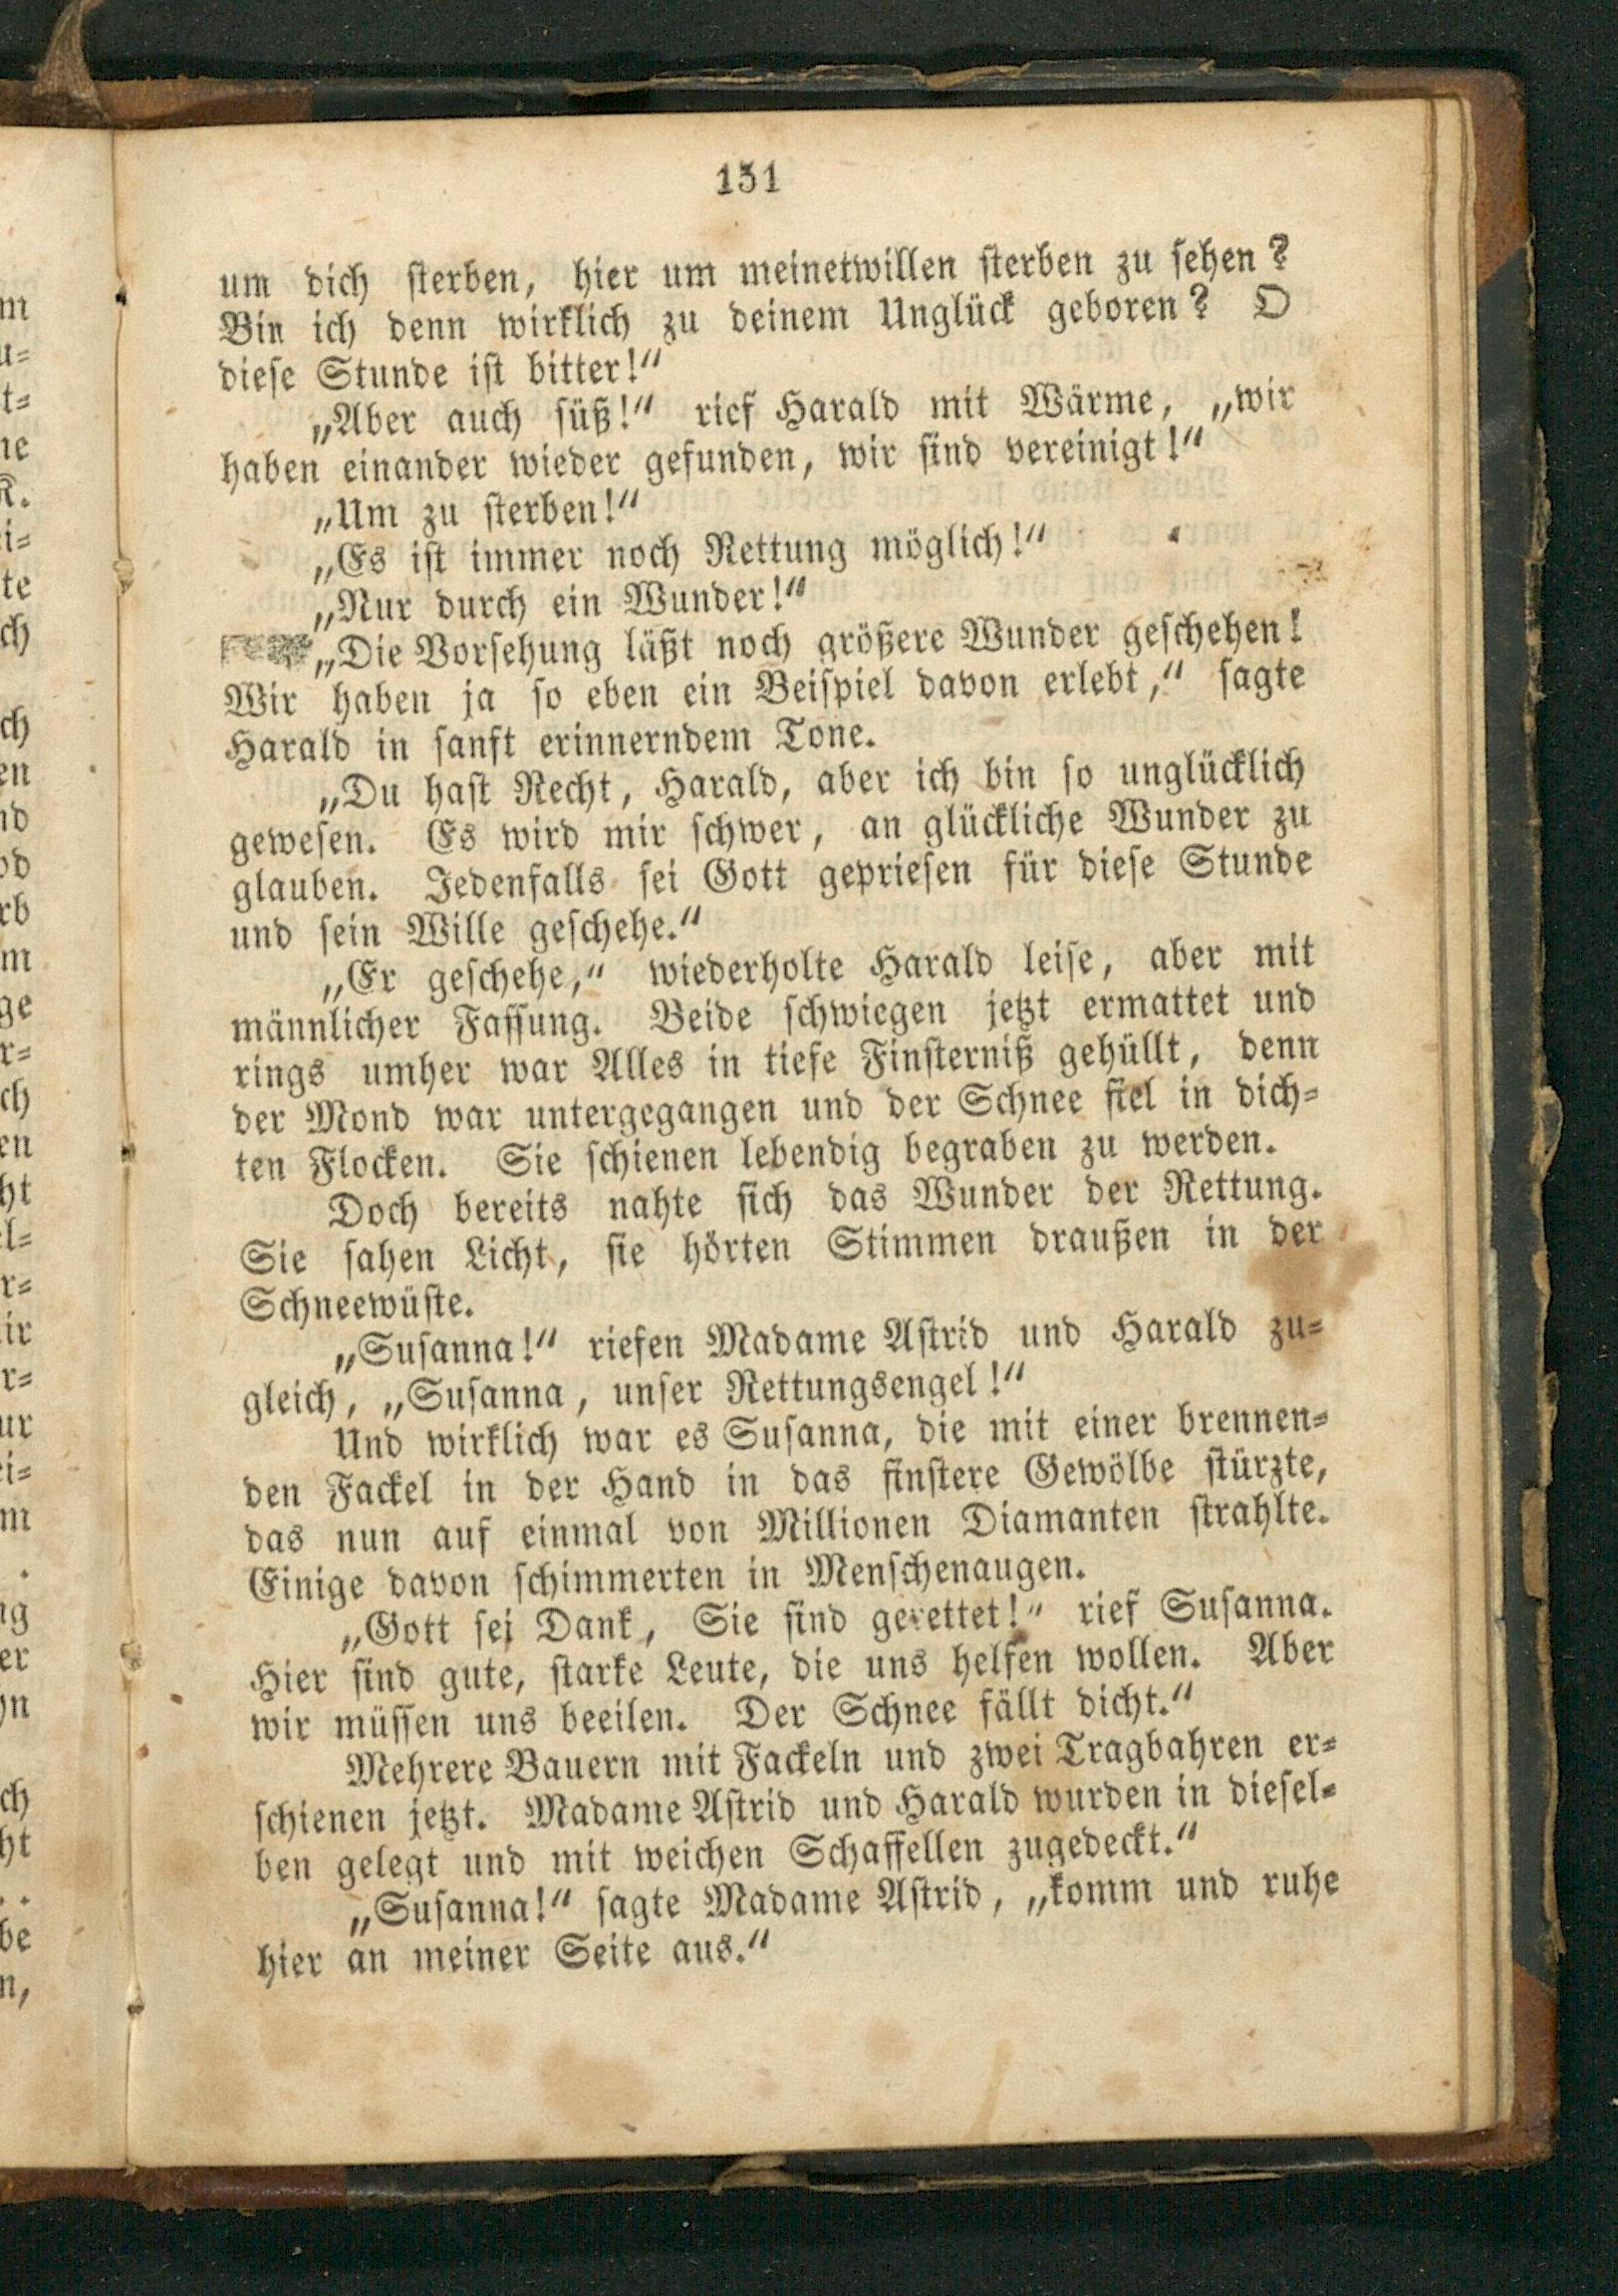 151
um dich sterben, hier um meinetwillen sterben zu sehen?
Bin ich denn wirklich zu deinem Unglück geboren? O
diese Stunde ist bitter!“
„Aber auch süß!“ rief Harald mit Wärme, „wir
haben einander wieder gefunden, wir sind vereinigt!“
„Um zu sterben!“
„Es ist immer noch Rettung möglich!“
„Nur durch ein Wunder!“
„Die Vorsehung läßt noch größere Wunder geschehen!
Wir haben ja so eben ein Beispiel davon erlebt,“ sagte
Harald in sanft erinnerndem Tone.
„Du hast Recht, Harald, aber ich bin so unglücklich
gewesen. Es wird mir schwer, an glückliche Wunder zu
glauben. Jedenfalls sei Gott gepriesen für diese Stunde
und sein Wille geschehe.“
„Er geschehe,“ wiederholte Harald leise, aber mit
männlicher Fassung. Beide schwiegen jetzt ermattet und
rings umher war Alles in tiefe Finsterniß gehüllt, denn
der Mond war untergegangen und der Schnee fiel in dich-
ten Flocken. Sie schienen lebendig begraben zu werden.
Doch bereits nahte sich das Wunder der Rettung.
Sie sahen Licht, sie hörten Stimmen draußen in der
Schneewüste.
„Susanna!“ riefen Madame Astrid und Harald zu-
gleich, „Susanna, unser Rettungsengel!“
Und wirklich war es Susanna, die mit einer brennen-
den Fackel in der Hand in das finstere Gewölbe stürzte,
das nun auf einmal von Millionen Diamanten strahlte.
Einige davon schimmerten in Menschenaugen.
„Gott sei Dank, Sie sind gerettet!“ rief Susanna.
Hier sind gute, starke Leute, die uns helfen wollen. Aber
wir müssen uns beeilen. Der Schnee fällt dicht.“
Mehrere Bauern mit Fackeln und zwei Tragbahren er-
schienen jetzt. Madame Astrid und Harald wurden in diesel-
ben gelegt und mit weichen Schaffellen zugedeckt.“
„Susanna!“ sagte Madame Astrid, „komm und ruhe
hier an meiner Seite aus.“